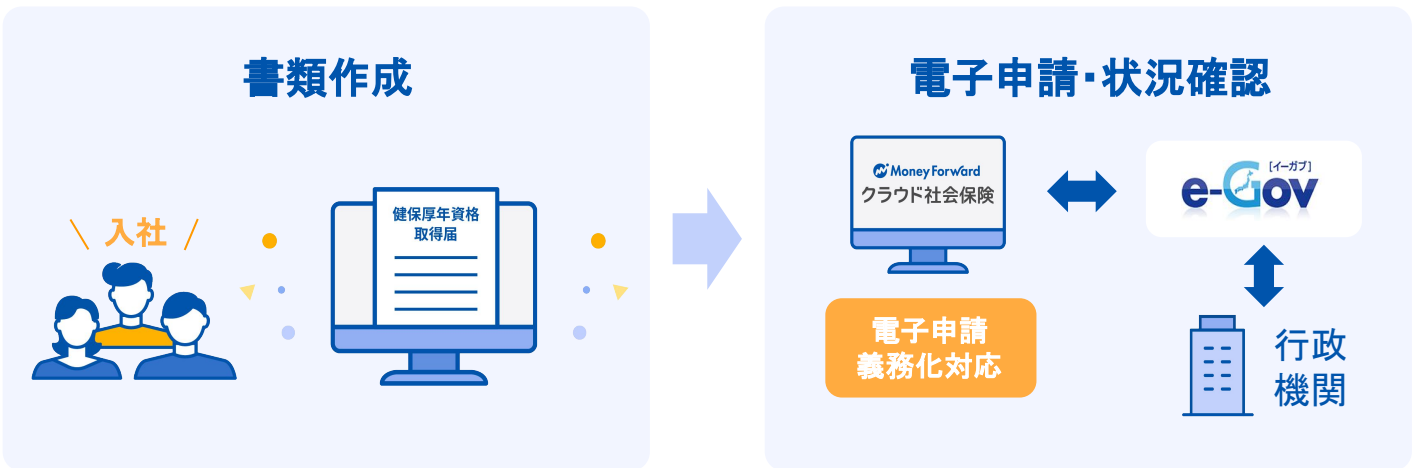 書類作成
入社
健保厚年資格
取得届
電子申請・状況確認
Money Forward
クラウド社会保険
[イーガブ]
e-Gov
電子申請
義務化対応
行政
機関